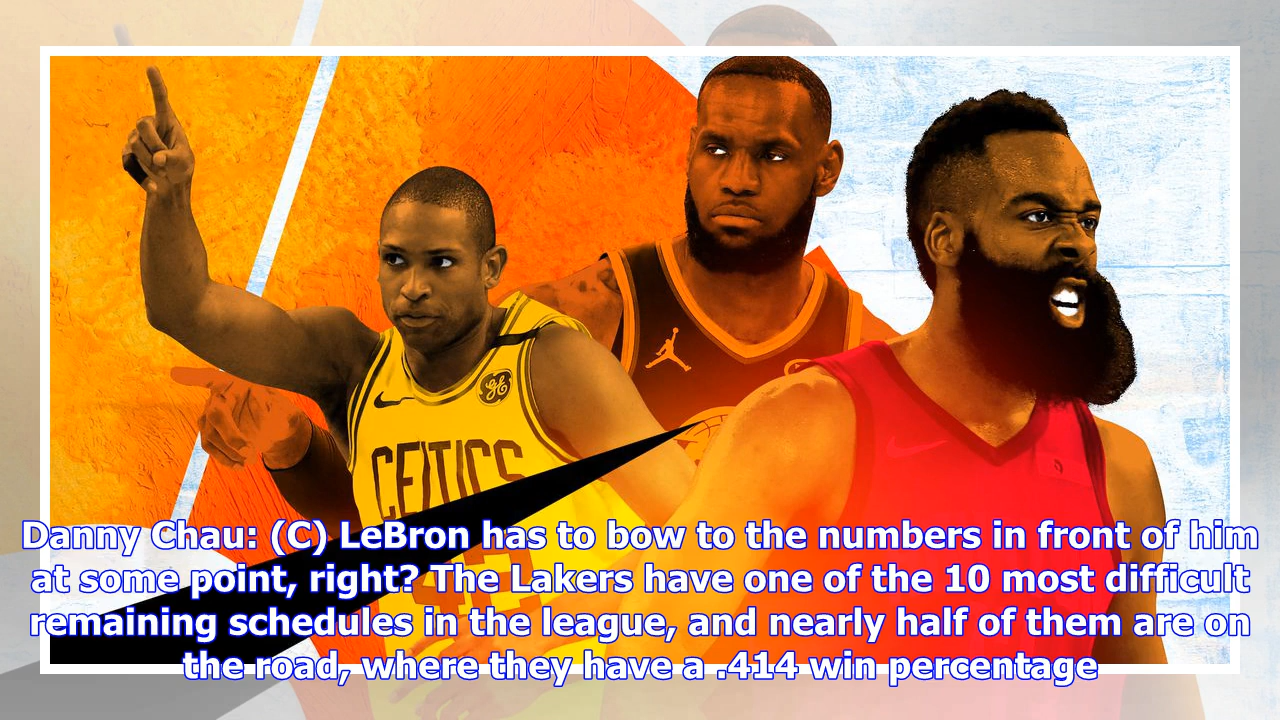 GE
CELTICS
Danny Chau: (C) LeBron has to bow to the numbers in front of him
at some point, right? The Lakers have one of the 10 most difficult
remaining schedules in the league, and nearly half of them are on
the road, where they have a .414 win percentage